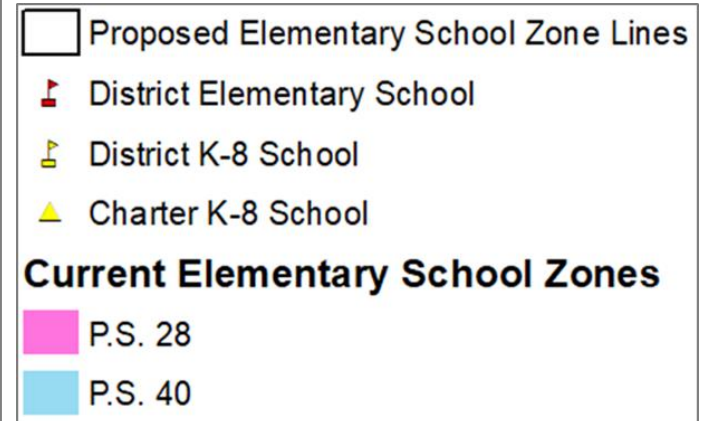 Proposed Elementary School Zone Lines
District Elementary School
District K-8 School
Charter K-8 School
Current Elementary School Zones
P.S. 28
P.S. 40